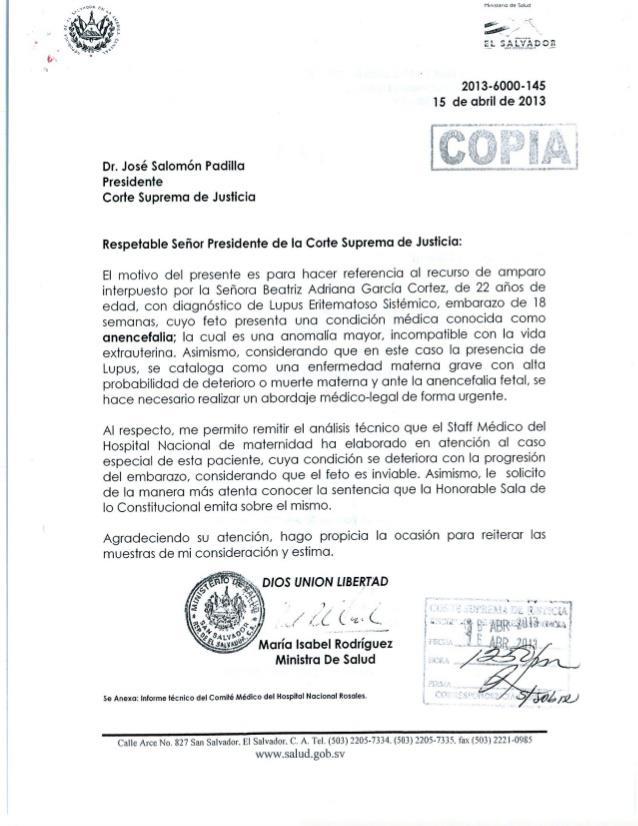 Ministerio de Salud
EL SALVADOR
2013-6000-145
15 de abril de 2013
COPIA
Dr. José Salomón Padilla
Presidente
Corte Suprema de Justicia
Respetable Señor Presidente de la Corte Suprema de Justicia:
El motivo del presente es para hacer referencia al recurso de amparo
interpuesto por la Señora Beatriz Adriana García Cortez, de 22 años de
edad, con diagnóstico de Lupus Eritematoso Sistémico, embarazo de 18
semanas, cuyo feto presenta una condición médica conocida como
anencefalia; la cual es una anomalía mayor, incompatible con la vida
extrauterina. Asimismo, considerando que en este caso la presencia de
Lupus, se cataloga como una enfermedad materna grave con alta
probabilidad de deterioro o muerte materna y ante la anencefalia fetal, se
hace necesario realizar un abordaje médico-legal de forma urgente.
Al respecto, me permito remitir el análisis técnico que el Staff Médico del
Hospital Nacional de maternidad ha elaborado en atención al caso
especial de esta paciente, cuya condición se deteriora con la progresión
del embarazo, considerando que el feto es inviable. Asimismo, le solicito
de la manera más atenta conocer la sentencia que la Honorable Sala de
lo Constitucional emita sobre el mismo.
Agradeciendo su atención, hago propicia la ocasión para reiterar las
muestras de mi consideración y estima.
DIOS UNION LIBERTAD
MINISTERIO DE SALUD
SAN SALVADOR
REP. DE EL SALVADOR, C.A.
María Isabel Rodríguez
Ministra De Salud
CORTE SUPREMA DE JUSTICIA
ABR 2013
FECHA
HORA
FIRMA
S/sobre
Se Anexa: Informe técnico del Comité Médico del Hospital Nacional Rosales.
Calle Arce No. 827 San Salvador, El Salvador, C. A. Tel. (503) 2205-7334, (503) 2205-7335, fax (503) 2221-0985
www.salud.gob.sv